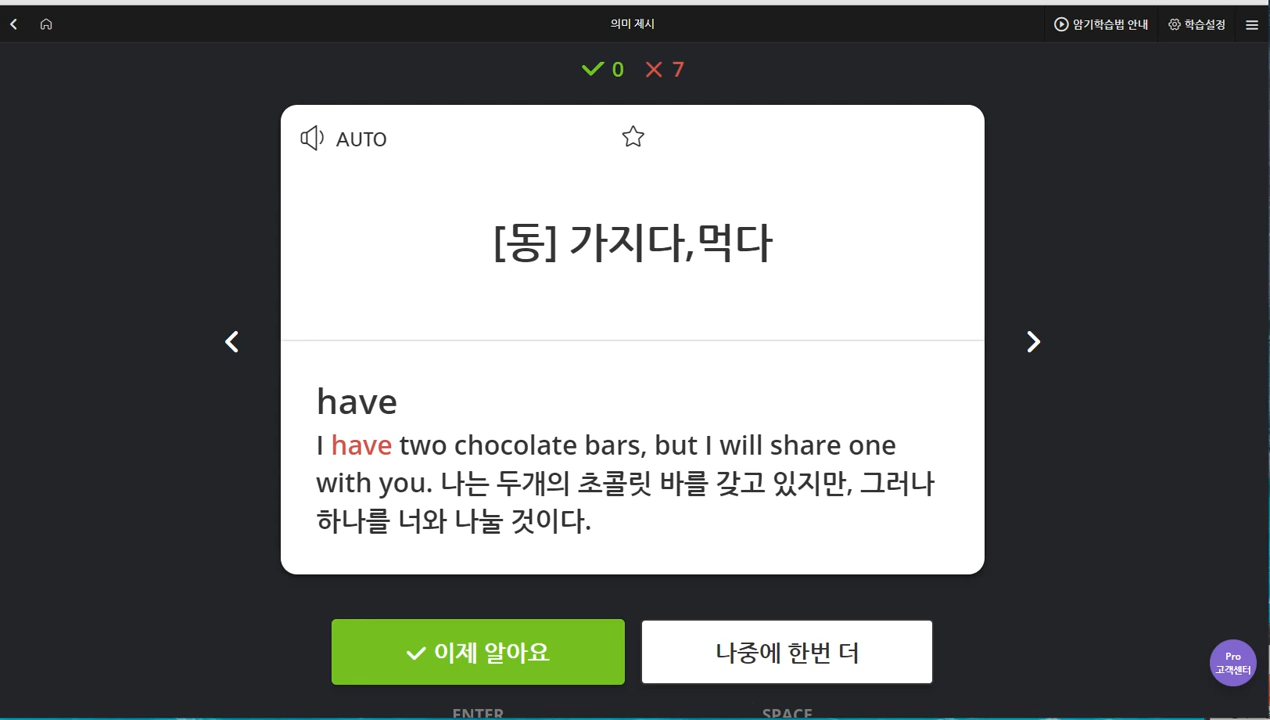 의미 제시
암기학습법 안내
학습설정
0 7
AUTO
[동] 가지다,먹다
have
I have two chocolate bars, but I will share one
with you. 나는 두개의 초콜릿 바를 갖고 있지만, 그러나
하나를 너와 나눌 것이다.
이제 알아요
나중에 한번 더
Pro
고객센터
ENTER
SPACE